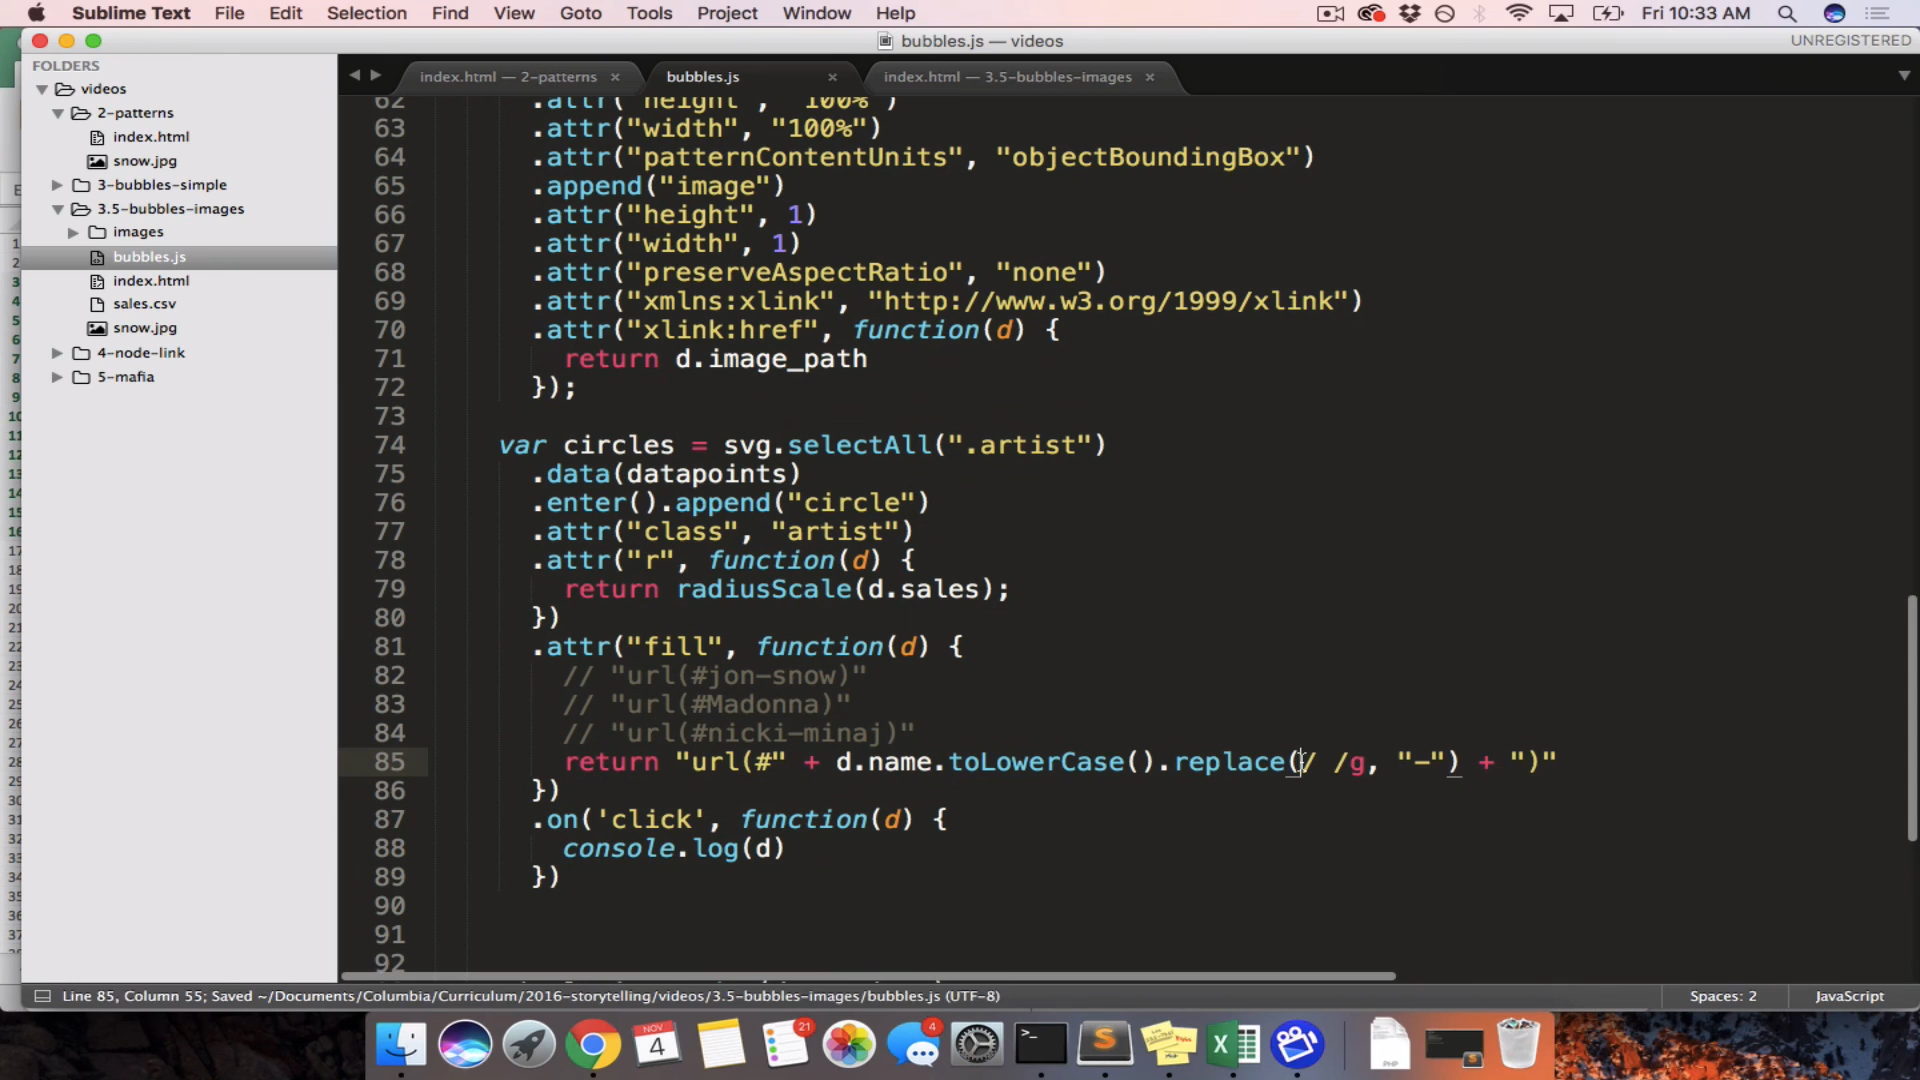 Sublime Text File Edit Selection Find View Goto Tools Project Window Help Fri 10:33 AM
bubbles.js — videos UNREGISTERED
FOLDERS
videos
2-patterns
index.html
snow.jpg
3-bubbles-simple
3.5-bubbles-images
images
bubbles.js
index.html
sales.csv
snow.jpg
4-node-link
5-mafia
index.html — 2-patterns × bubbles.js × index.html — 3.5-bubbles-images ×
62 .attr("height", "100%")
63 .attr("width", "100%")
64 .attr("patternContentUnits", "objectBoundingBox")
65 .append("image")
66 .attr("height", 1)
67 .attr("width", 1)
68 .attr("preserveAspectRatio", "none")
69 .attr("xmlns:xlink", "http://www.w3.org/1999/xlink")
70 .attr("xlink:href", function(d) {
71 return d.image_path
72 });
73
74 var circles = svg.selectAll(".artist")
75 .data(datapoints)
76 .enter().append("circle")
77 .attr("class", "artist")
78 .attr("r", function(d) {
79 return radiusScale(d.sales);
80 })
81 .attr("fill", function(d) {
82 // "url(#jon-snow)"
83 // "url(#Madonna)"
84 // "url(#nicki-minaj)"
85 return "url(#" + d.name.toLowerCase().replace(/ /g, "-") + ")"
86 })
87 .on('click', function(d) {
88 console.log(d)
89 })
90
91
92
Line 85, Column 55; Saved ~/Documents/Columbia/Curriculum/2016-storytelling/videos/3.5-bubbles-images/bubbles.js (UTF-8) Spaces: 2 JavaScript
NOV
4
21
4